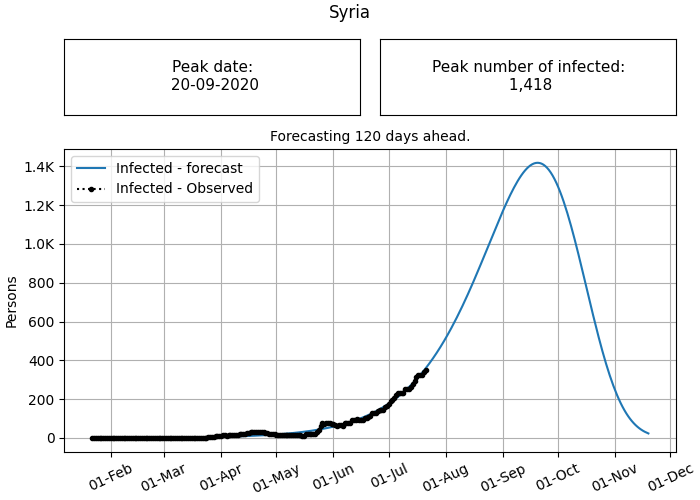 Syria
Peak date:
20-09-2020
Peak number of infected:
1,418
Forecasting 120 days ahead.
Infected - forecast
Infected - Observed
Persons
1.4K
1.2K
1.0K
800
600
400
200
0
01-Feb
01-Mar
01-Apr
01-May
01-Jun
01-Jul
01-Aug
01-Sep
01-Oct
01-Nov
01-Dec